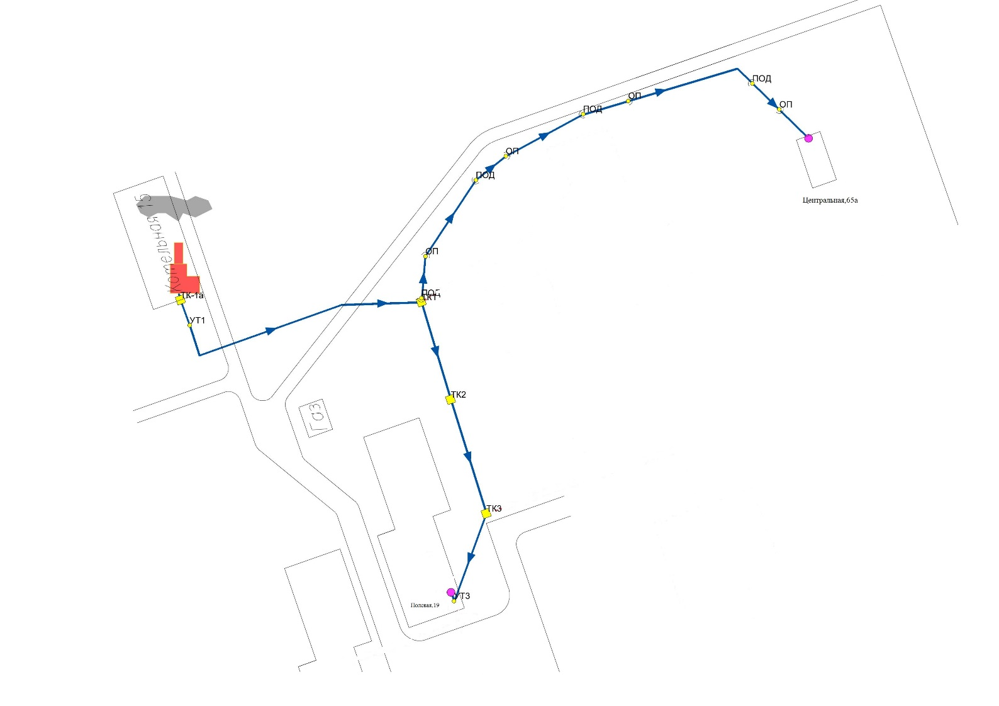 ПОД
ОП
ОП
ПОД
ОП
ПОД
Центральная,65а
Котельная 15
ОП
ТК-1а
ПОД
ТК1
УТ1
ТК2
Газ
ТК3
УТ3
Полевая,19